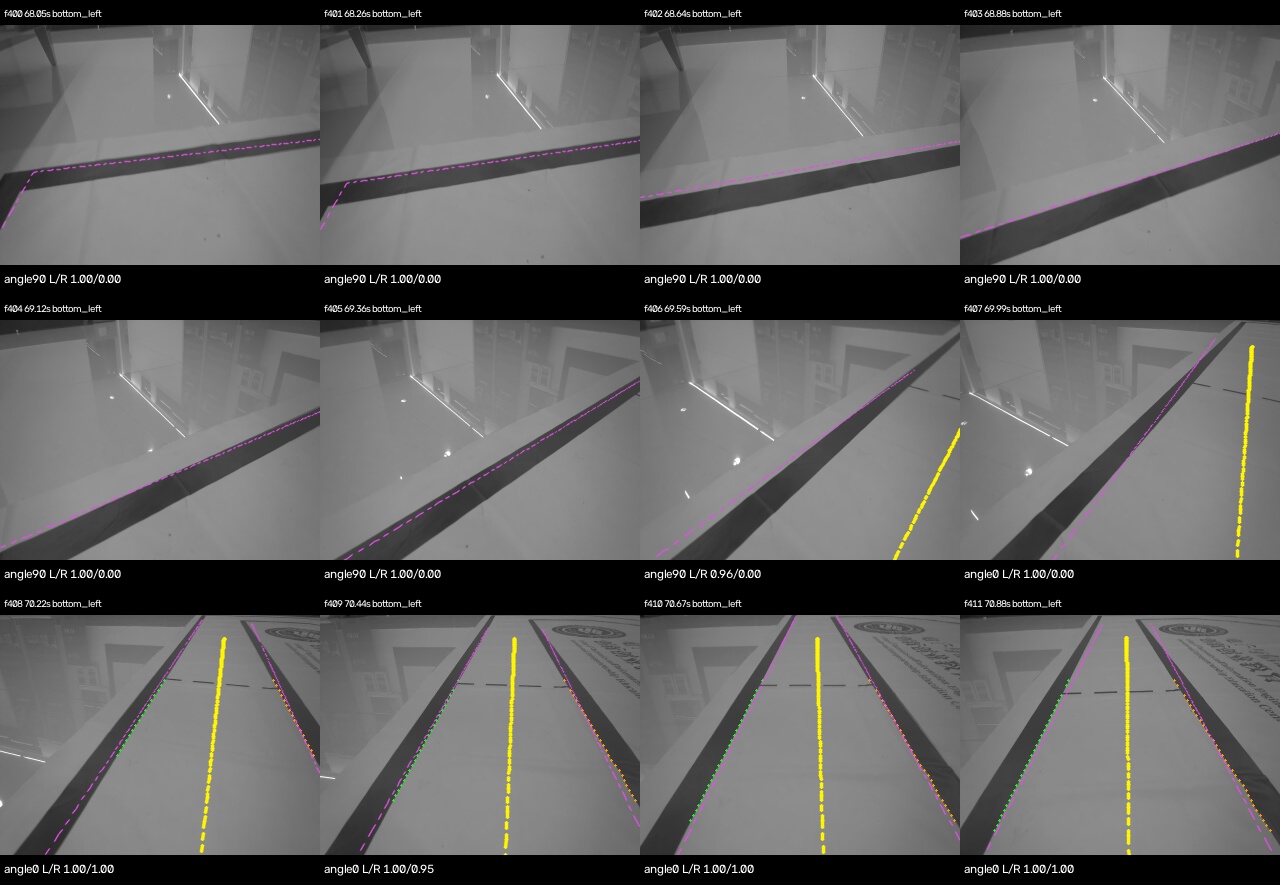 f400 68.05s bottom_left
f401 68.26s bottom_left
f402 68.64s bottom_left
f403 68.88s bottom_left
angle90 L/R 1.00/0.00
angle90 L/R 1.00/0.00
angle90 L/R 1.00/0.00
angle90 L/R 1.00/0.00
f404 69.12s bottom_left
f405 69.36s bottom_left
f406 69.59s bottom_left
f407 69.99s bottom_left
angle90 L/R 1.00/0.00
angle90 L/R 1.00/0.00
angle90 L/R 0.96/0.00
angle0 L/R 1.00/0.00
f408 70.22s bottom_left
f409 70.44s bottom_left
f410 70.67s bottom_left
f411 70.88s bottom_left
angle0 L/R 1.00/1.00
angle0 L/R 1.00/0.95
angle0 L/R 1.00/1.00
angle0 L/R 1.00/1.00